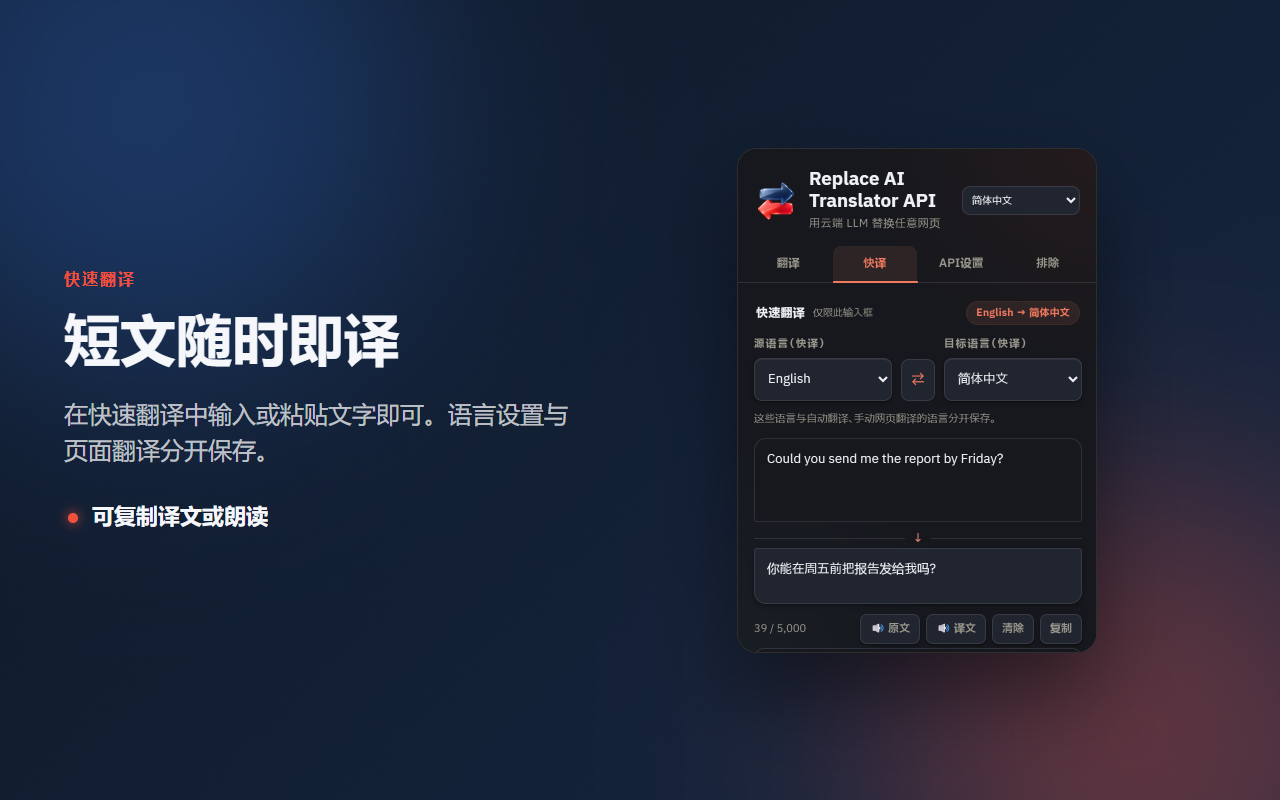 快速翻译
短文随时即译
在快速翻译中输入或粘贴文字即可。语言设置与
页面翻译分开保存。
可复制译文或朗读
Replace AI
Translator API
用云端 LLM 替换任意网页
简体中文
翻译
快译
API设置
排除
快速翻译 仅限此输入框
English → 简体中文
源语言(快译)
目标语言(快译)
English
⇄
简体中文
这些语言与自动翻译、手动网页翻译的语言分开保存。
Could you send me the report by Friday?
↓
你能在周五前把报告发给我吗?
39 / 5,000
🔊 原文
🔊 译文
清除
复制